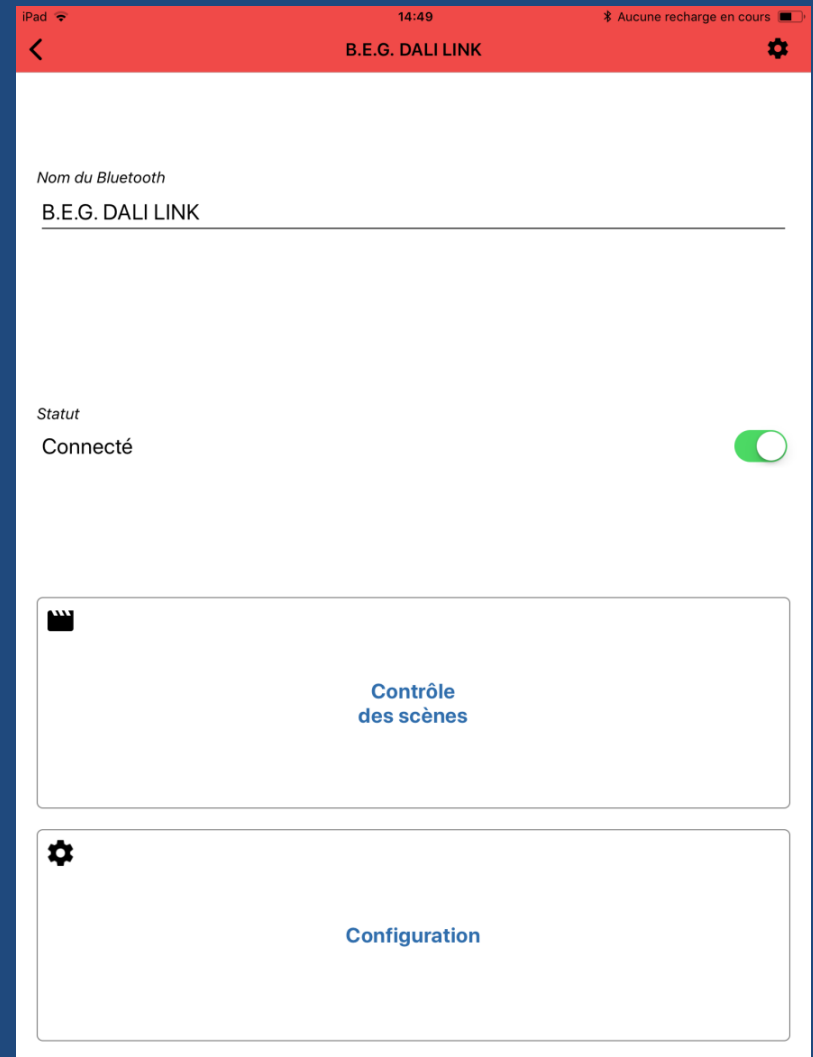 iPad 14:49 Aucune recharge en cours
B.E.G. DALI LINK
Nom du Bluetooth
B.E.G. DALI LINK
Statut
Connecté
Contrôle
des scènes
Configuration